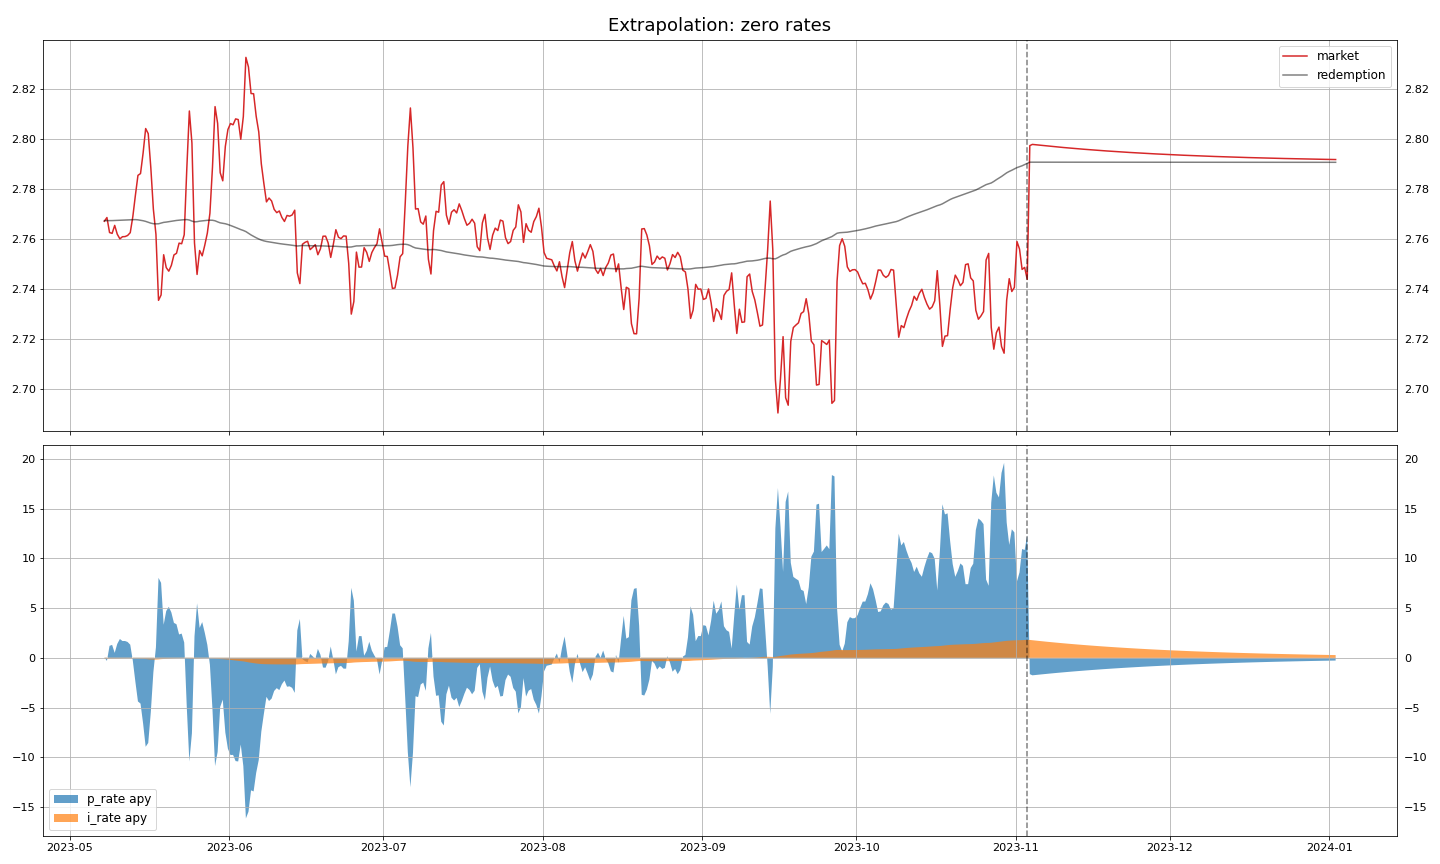 Extrapolation: zero rates
market
redemption
2.82 2.82
2.80 2.80
2.78 2.78
2.76 2.76
2.74 2.74
2.72 2.72
2.70 2.70
20 20
15 15
10 10
5 5
0 0
−5 −5
−10 −10
−15 −15
p_rate apy
i_rate apy
2023-05 2023-06 2023-07 2023-08 2023-09 2023-10 2023-11 2023-12 2024-01